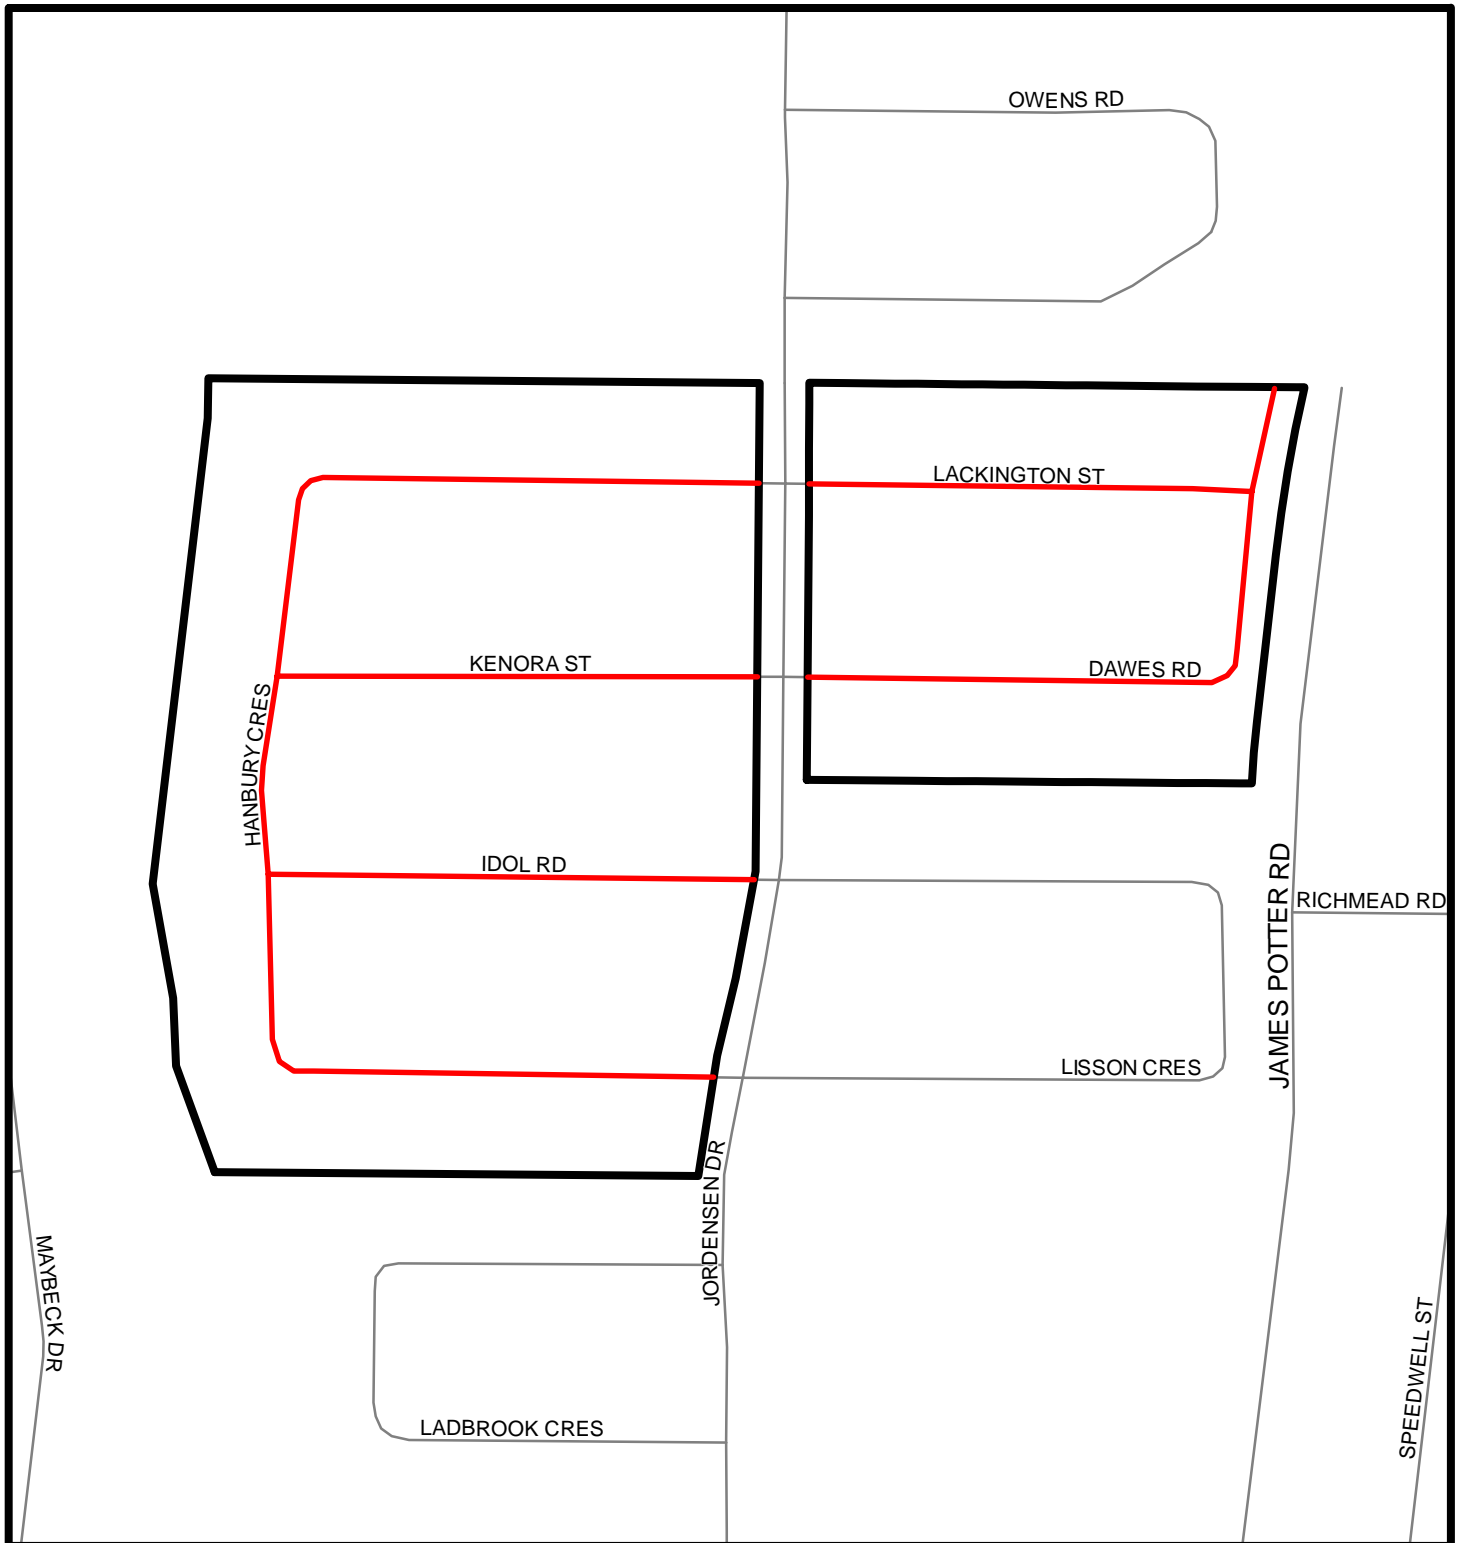 OWENS RD
LACKINGTON ST
KENORA ST
DAWES RD
HANBURY CRES
IDOL RD
JAMES POTTER RD
RICHMEAD RD
LISSON CRES
JORDENSEN DR
MAYBECK DR
SPEEDWELL ST
LADBROOK CRES